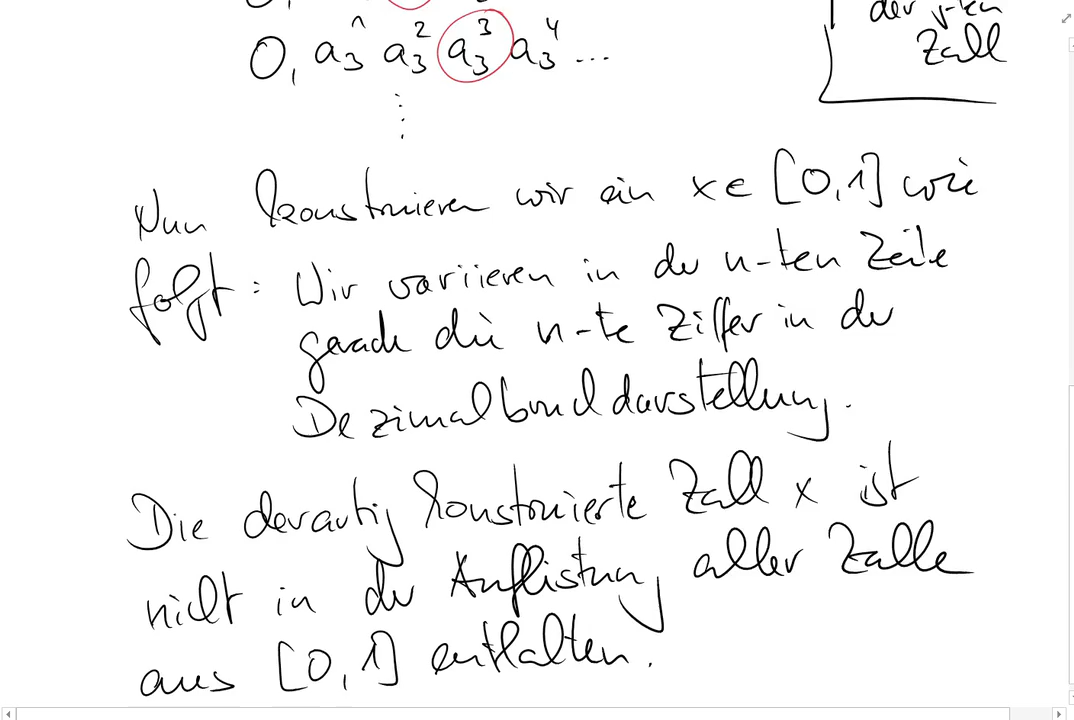 der ν-ten
0, a₃¹ a₃² a₃³ a₃⁴ ...
Zahl
Nun konstruieren wir ein x ∈ [0,1] wie
folgt: Wir variieren in der n-ten Zeile
gerade die n-te Ziffer in der
Dezimalbruchdarstellung.
Die derartig konstruierte Zahl x ist
nicht in der Auflistung aller Zahlen
aus [0,1] enthalten.